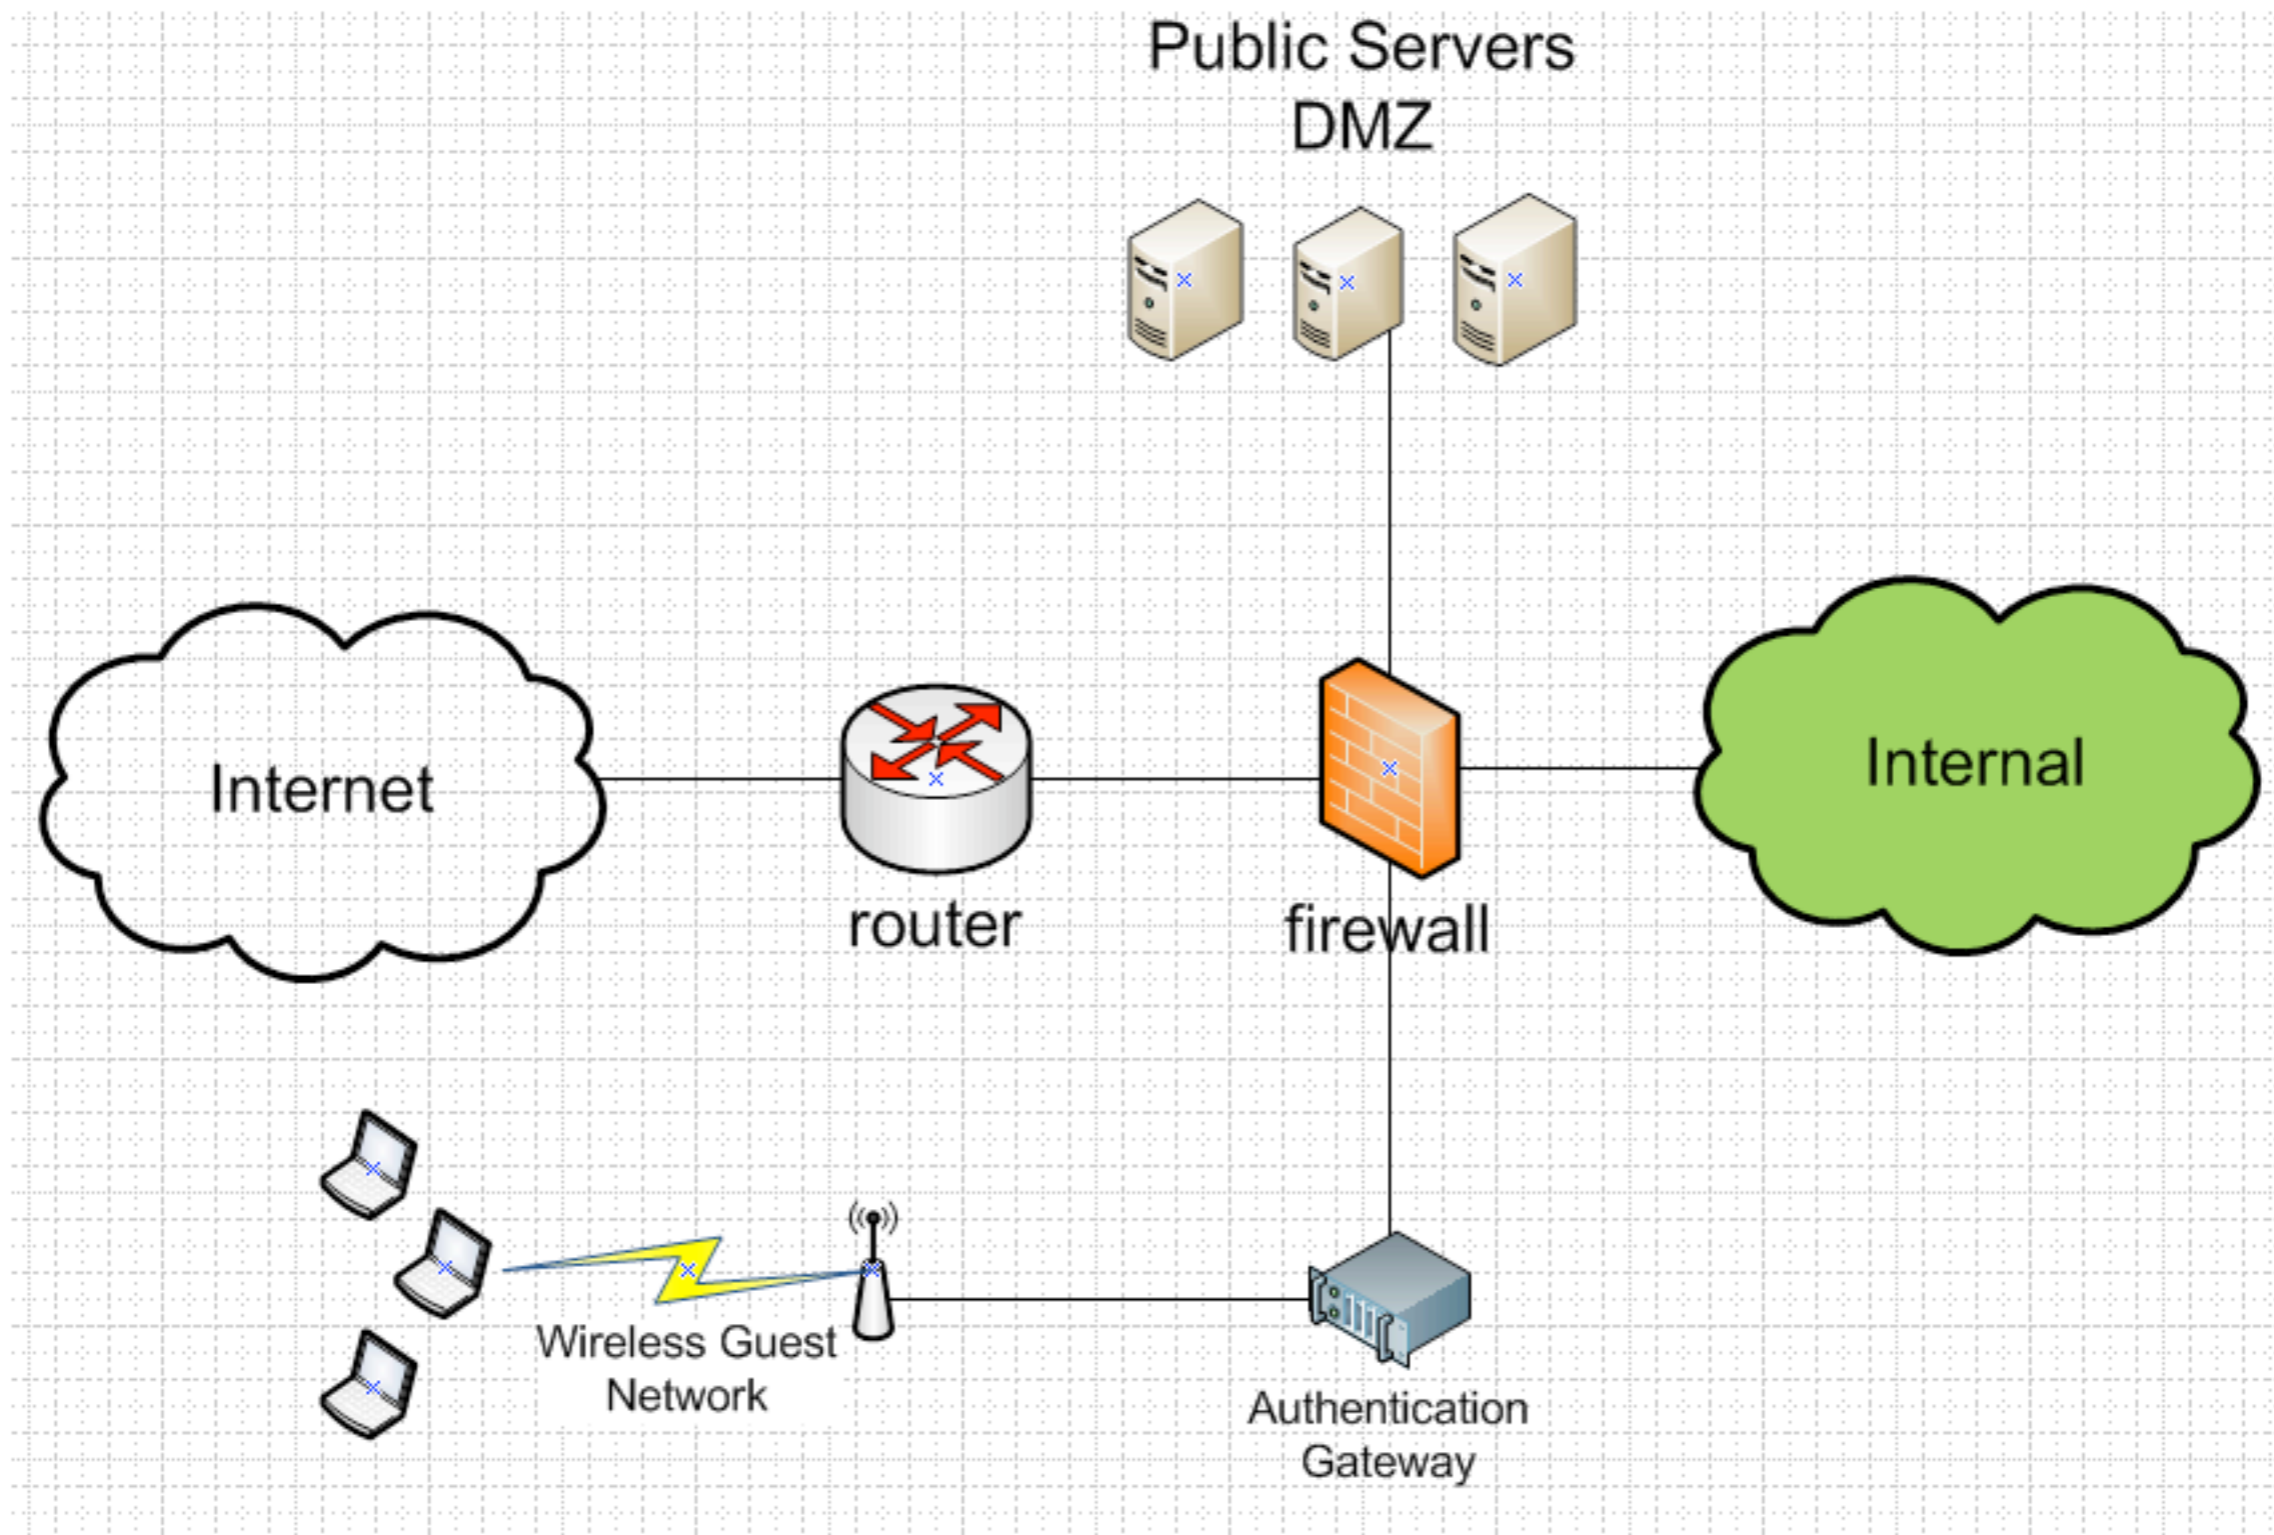 Public Servers
DMZ
Internet
router
firewall
Internal
Wireless Guest
Network
Authentication
Gateway